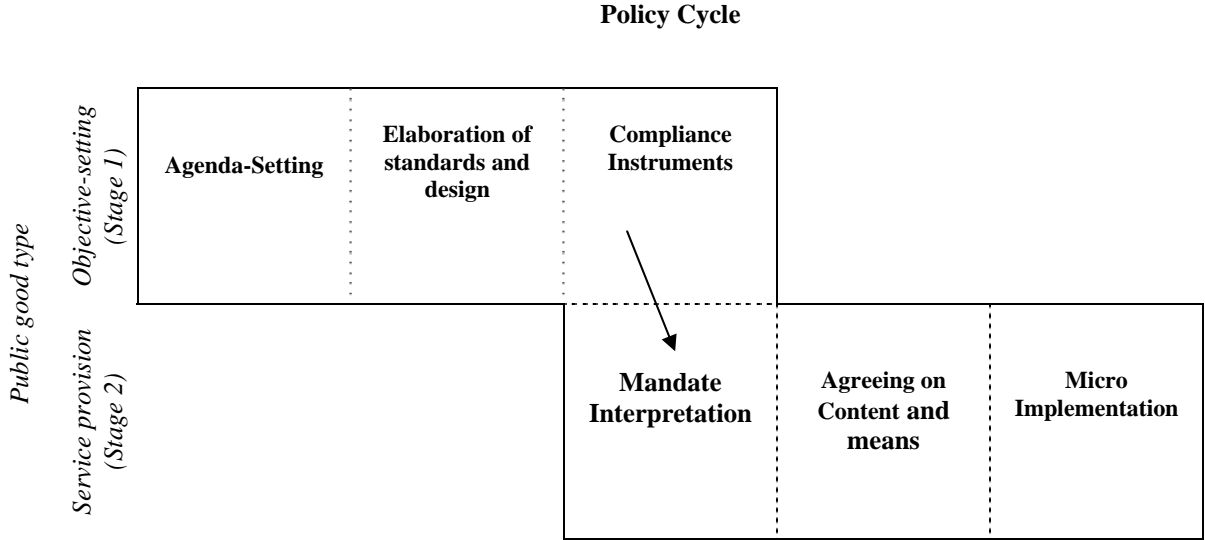 Policy Cycle
Public good type
Objective-setting
(Stage 1)
Agenda-Setting
Elaboration of
standards and
design
Compliance
Instruments
Service provision
(Stage 2)
Mandate
Interpretation
Agreeing on
Content and
means
Micro
Implementation